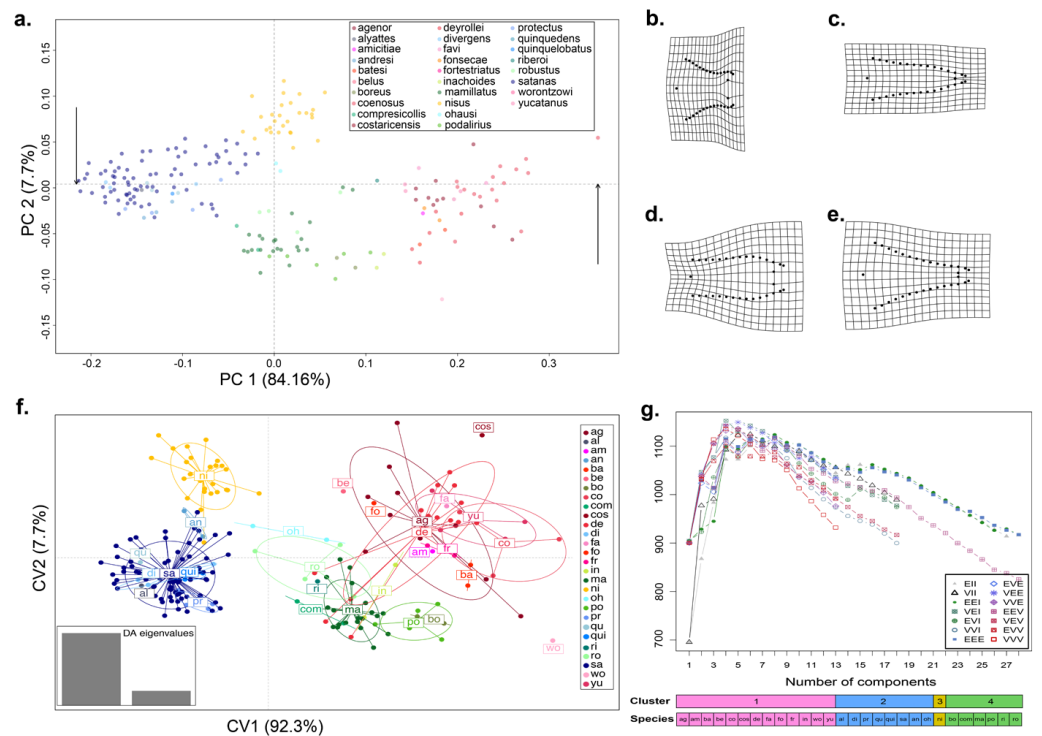 a.
agenor deyrollei protectus
alyattes divergens quinquedens
amicitiae favi quinquelobatus
andresi fonsecae riberoi
batesi fortestriatus robustus
belus inachoides satanas
boreus mamillatus worontzowi
coenosus nisus yucatanus
compresicollis ohausi
costaricensis podalirius
0.15
0.10
0.05
0.00
-0.05
-0.10
-0.15
PC 2 (7.7%)
-0.2 -0.1 0.0 0.1 0.2 0.3
PC 1 (84.16%)
b.
c.
d.
e.
f.
CV2 (7.7%)
cos
ni
be
fa
fo
an
ag
yu
oh
de
qu
co
ro
am
fr
di
sa
qui
ri
ba
al
in
pr
com
ma
po
bo
wo
DA eigenvalues
CV1 (92.3%)
ag
al
am
an
ba
be
bo
co
com
cos
de
di
fa
fo
fr
in
ma
ni
oh
po
pr
qu
qui
ri
ro
sa
wo
yu
g.
1100
1000
900
800
700
EII EVE
VII VEE
EEI VVE
VEI EEV
EVI VEV
VVI EVV
EEE VVV
1 3 5 7 9 11 13 15 17 19 21 23 25 27
Number of components
Cluster 1 2 3 4
Species ag am ba be co cos de fa fo fr in wo yu al di pr qu qui sa an oh ni bo com ma po ri ro